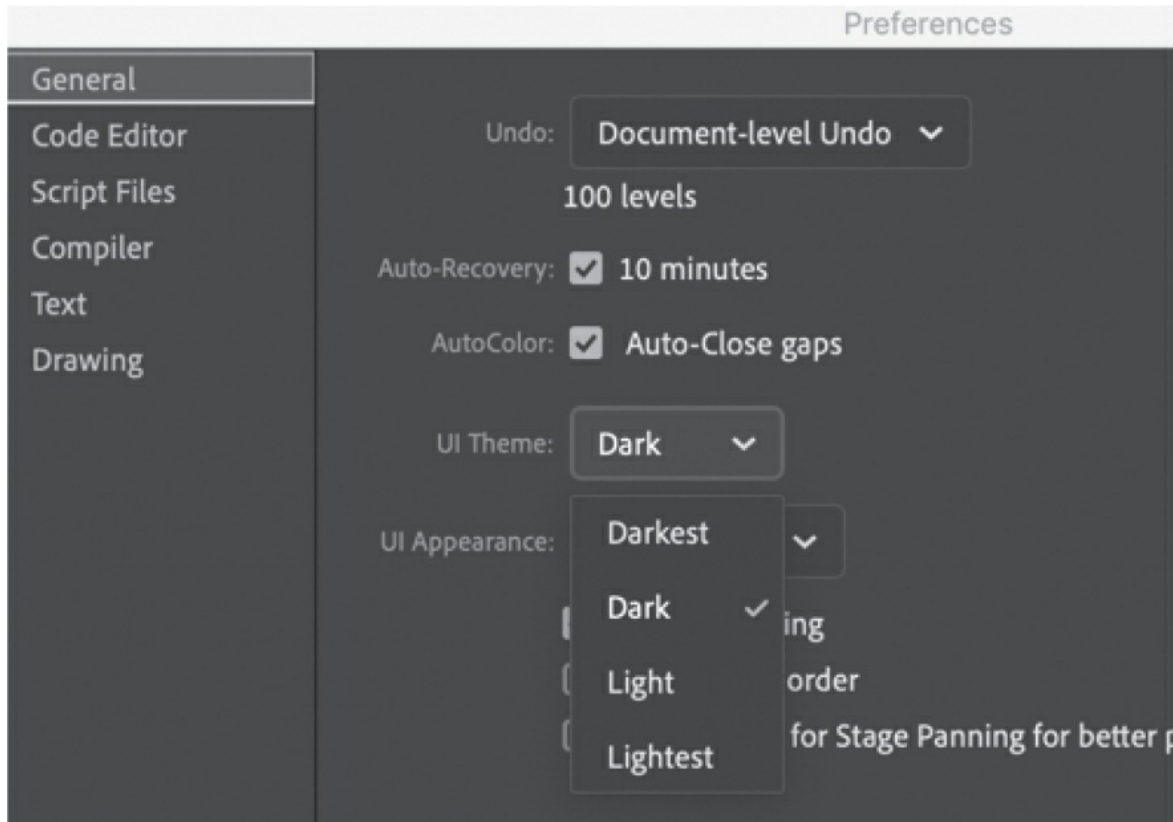 Preferences
General
Code Editor
Script Files
Compiler
Text
Drawing
Undo: Document-level Undo
100 levels
Auto-Recovery: 10 minutes
AutoColor: Auto-Close gaps
UI Theme: Dark
UI Appearance:
Darkest
Dark
Light
Lightest
ing
order
for Stage Panning for better